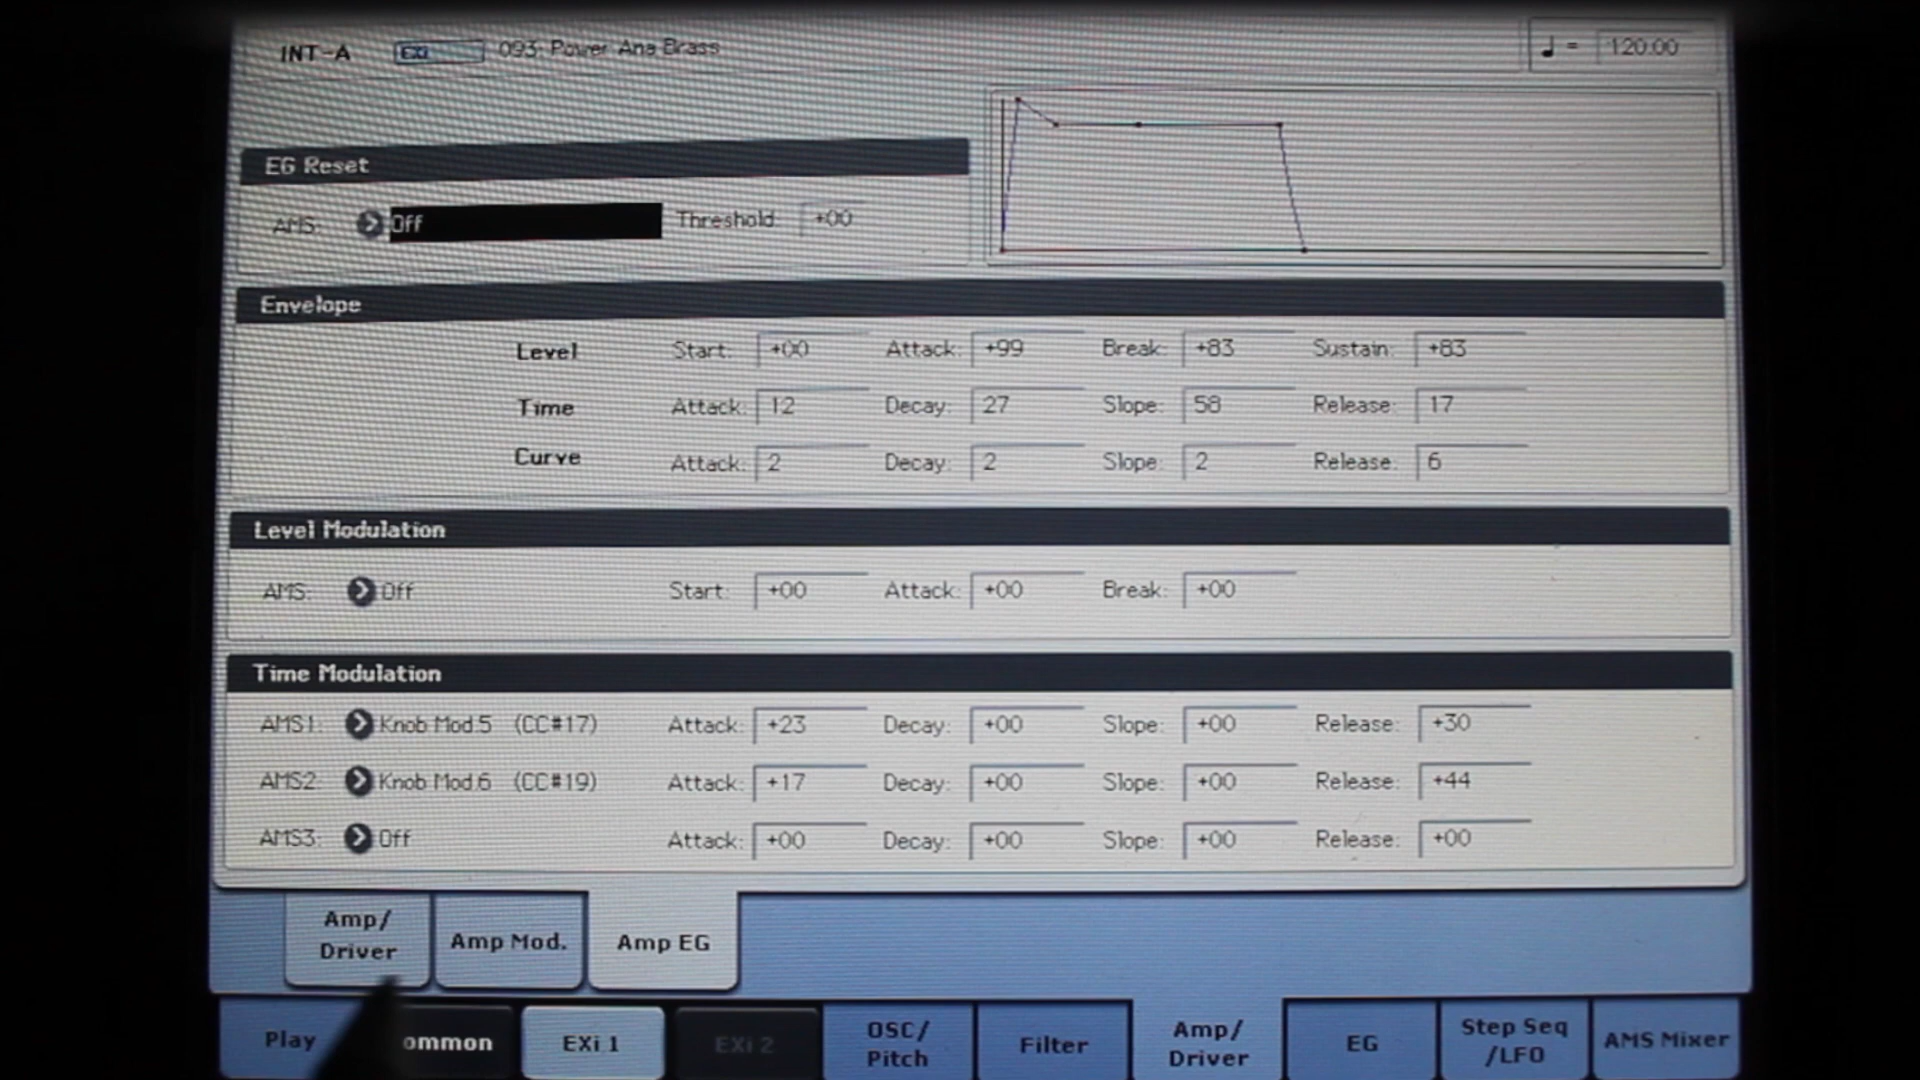 INT-A EXi 093: Power Ana Brass ♩ = 120.00
EG Reset
AMS: Off Threshold: +00
Envelope
Level Start: +00 Attack: +99 Break: +83 Sustain: +83
Time Attack: 12 Decay: 27 Slope: 58 Release: 17
Curve Attack: 2 Decay: 2 Slope: 2 Release: 6
Level Modulation
AMS: Off Start: +00 Attack: +00 Break: +00
Time Modulation
AMS1: Knob Mod.5 (CC#17) Attack: +23 Decay: +00 Slope: +00 Release: +30
AMS2: Knob Mod.6 (CC#19) Attack: +17 Decay: +00 Slope: +00 Release: +44
AMS3: Off Attack: +00 Decay: +00 Slope: +00 Release: +00
Amp/
Driver
Amp Mod.
Amp EG
Play
ommon
EXi 1
EXi 2
OSC/
Pitch
Filter
Amp/
Driver
EG
Step Seq
/LFO
AMS Mixer